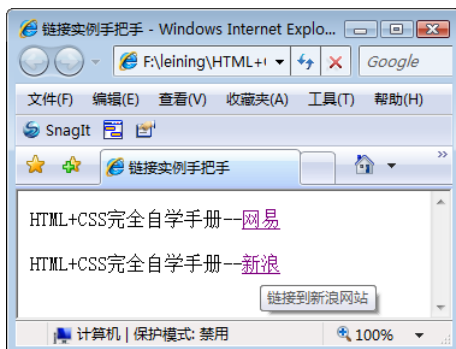 链接实例手把手 - Windows Internet Explo...
F:\leining\HTML+(
Google
文件(F) 编辑(E) 查看(V) 收藏夹(A) 工具(T) 帮助(H)
SnagIt
链接实例手把手
HTML+CSS完全自学手册--网易
HTML+CSS完全自学手册--新浪
链接到新浪网站
计算机 | 保护模式: 禁用
100%